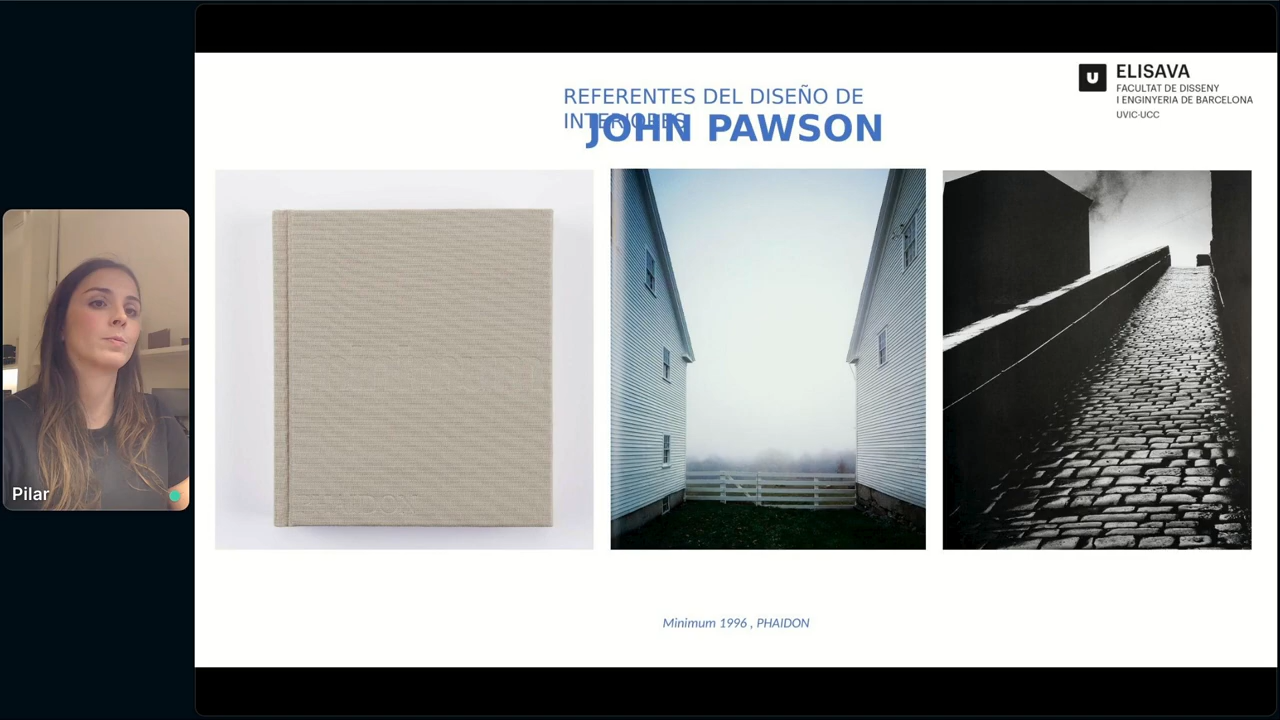 REFERENTES DEL DISEÑO DE
INTERIORES
JOHN PAWSON
ELISAVA
FACULTAT DE DISSENY
I ENGINYERIA DE BARCELONA
UVIC·UCC
Pilar
Minimum 1996 , PHAIDON